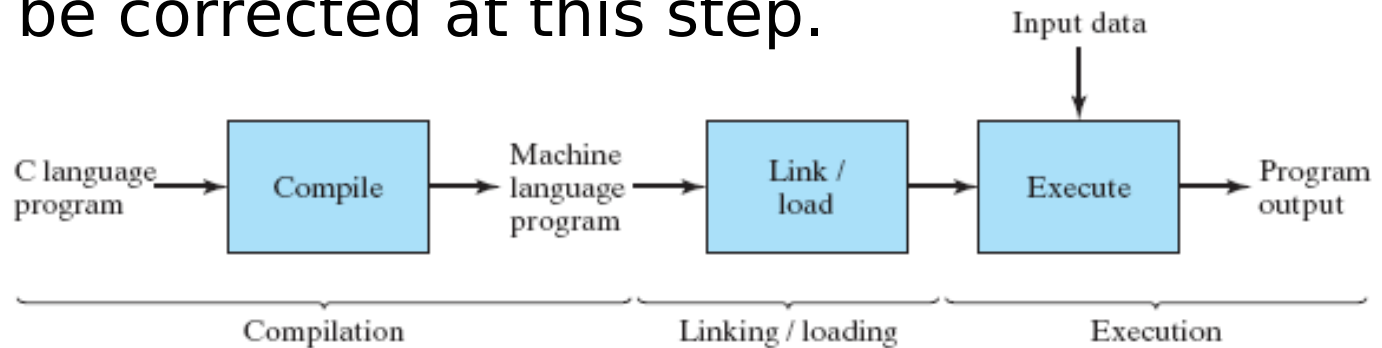 be corrected at this step.
Input data
C language
program
Compile
Machine
language
program
Link /
load
Execute
Program
output
Compilation
Linking / loading
Execution